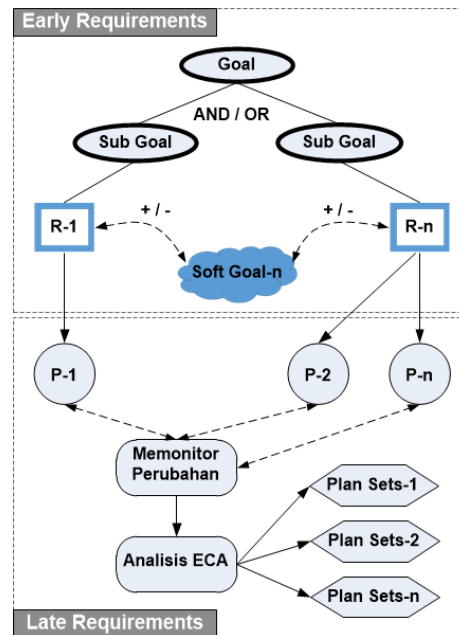 Early Requirements
Goal
AND / OR
Sub Goal
Sub Goal
+ / -
+ / -
R-1
R-n
Soft Goal-n
P-1
P-2
P-n
Memonitor
Perubahan
Plan Sets-1
Analisis ECA
Plan Sets-2
Plan Sets-n
Late Requirements